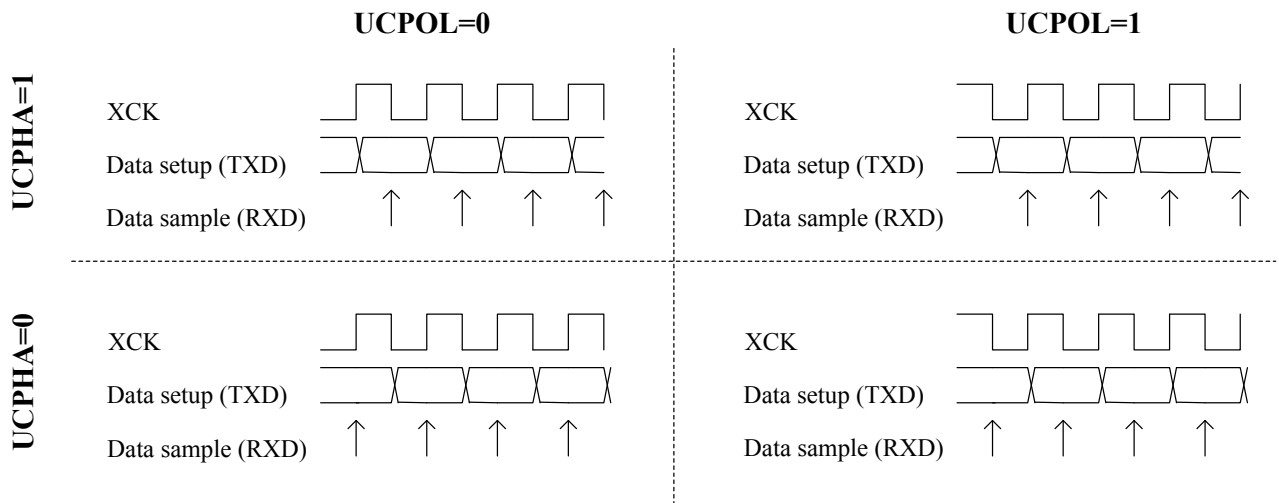 UCPOL=0
UCPOL=1
UCPHA=1
XCK
Data setup (TXD)
Data sample (RXD)
XCK
Data setup (TXD)
Data sample (RXD)
UCPHA=0
XCK
Data setup (TXD)
Data sample (RXD)
XCK
Data setup (TXD)
Data sample (RXD)